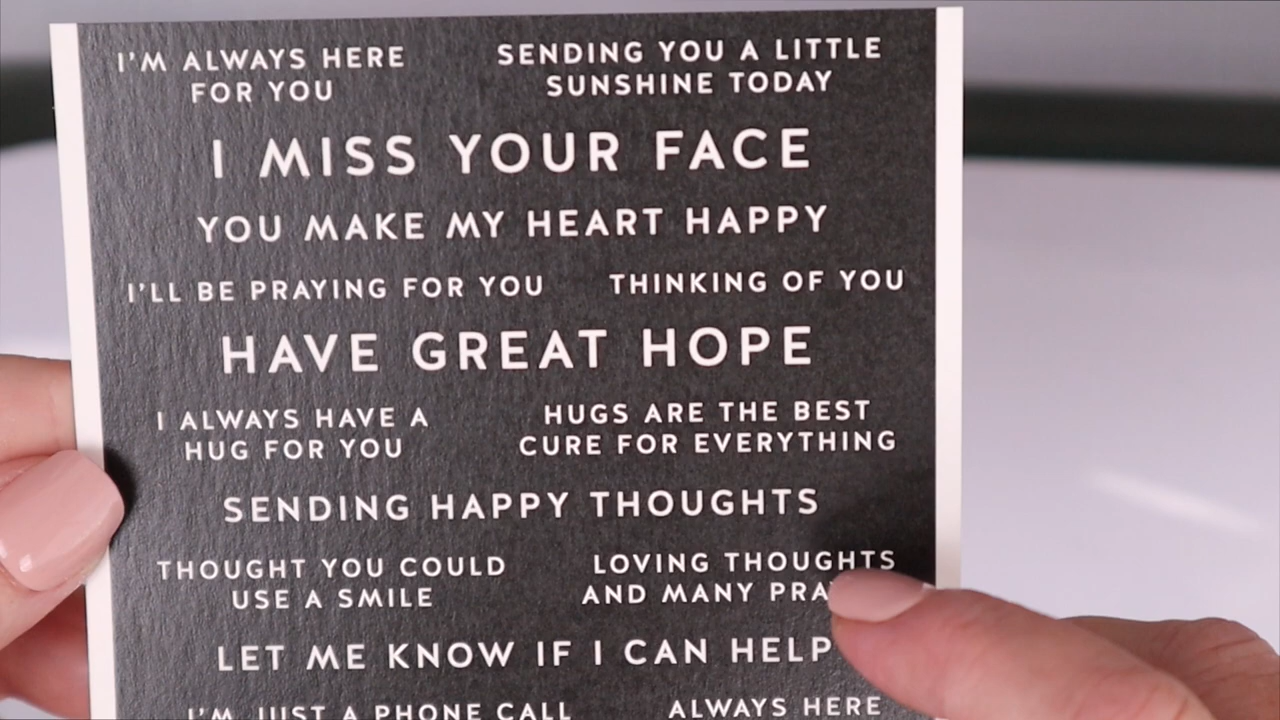 I'M ALWAYS HERE
FOR YOU
SENDING YOU A LITTLE
SUNSHINE TODAY
I MISS YOUR FACE
YOU MAKE MY HEART HAPPY
I'LL BE PRAYING FOR YOU
THINKING OF YOU
HAVE GREAT HOPE
I ALWAYS HAVE A
HUG FOR YOU
HUGS ARE THE BEST
CURE FOR EVERYTHING
SENDING HAPPY THOUGHTS
THOUGHT YOU COULD
USE A SMILE
LOVING THOUGHTS
AND MANY
LET ME KNOW IF I CAN HELP
I'M JUST A PHONE CALL
ALWAYS HERE